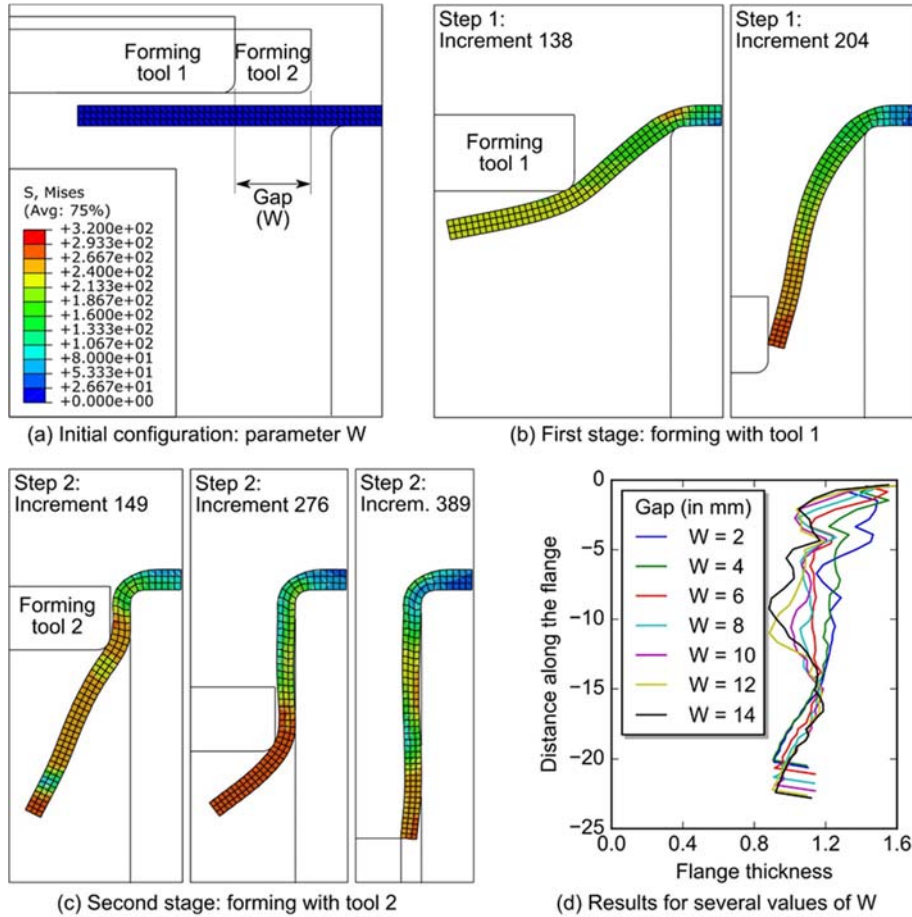 Forming Forming
tool 1 tool 2
Gap
(W)
S, Mises
(Avg: 75%)
+3.200e+02
+2.933e+02
+2.667e+02
+2.400e+02
+2.133e+02
+1.867e+02
+1.600e+02
+1.333e+02
+1.067e+02
+8.000e+01
+5.333e+01
+2.667e+01
+0.000e+00
(a) Initial configuration: parameter W
Step 1:
Increment 138
Forming
tool 1
Step 1:
Increment 204
(b) First stage: forming with tool 1
Step 2:
Increment 149
Forming
tool 2
Step 2:
Increment 276
Step 2:
Increm. 389
(c) Second stage: forming with tool 2
Distance along the flange
0
−5
−10
−15
−20
−25
Gap (in mm)
W = 2
W = 4
W = 6
W = 8
W = 10
W = 12
W = 14
0.0 0.4 0.8 1.2 1.6
Flange thickness
(d) Results for several values of W